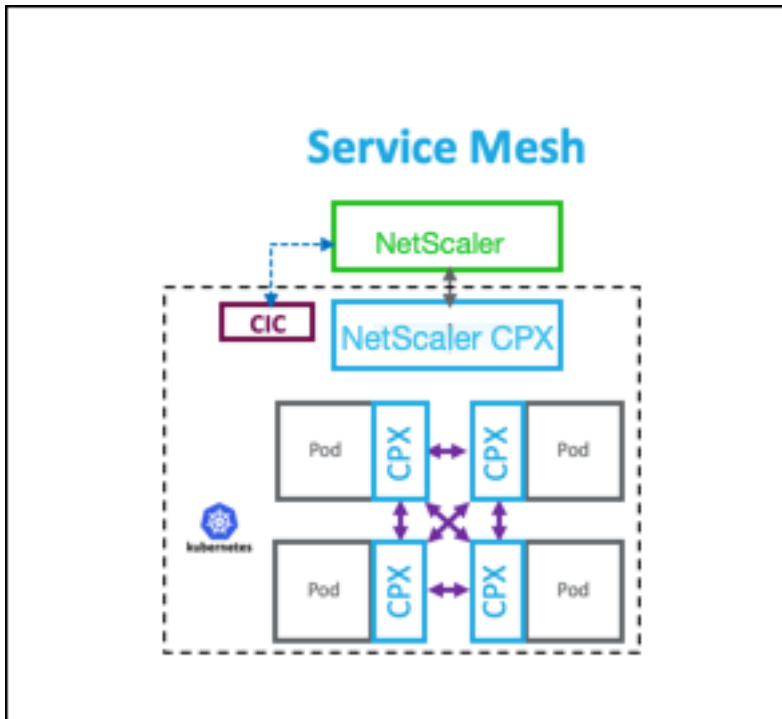 Service Mesh
NetScaler
CIC
NetScaler CPX
Pod CPX CPX Pod
kubernetes
Pod CPX CPX Pod